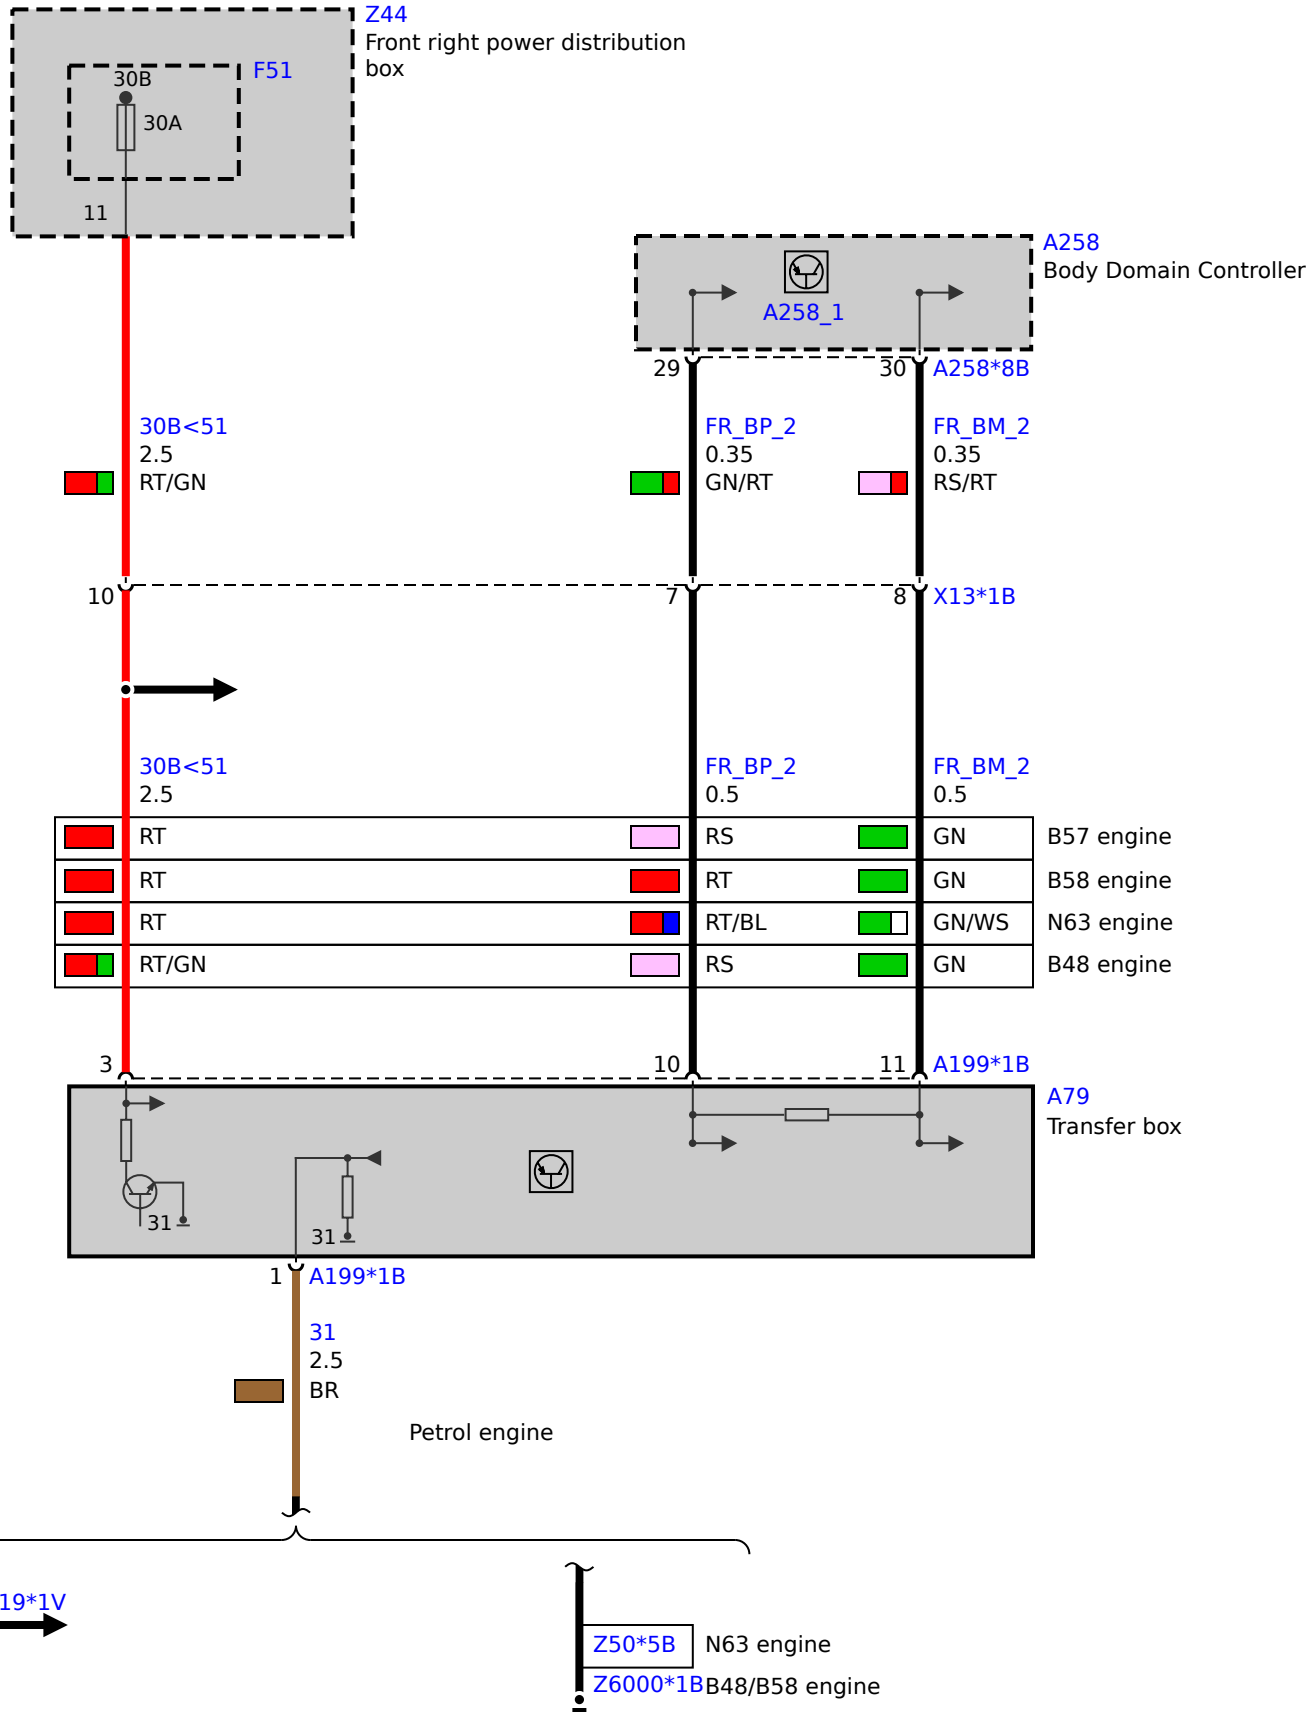 Z44
Front right power distribution
box
F51
30B
30A
11
A258
Body Domain Controller
A258_1
29
30
A258*8B
30B<51
2.5
RT/GN
FR_BP_2
0.35
GN/RT
FR_BM_2
0.35
RS/RT
10
7
8
X13*1B
30B<51
2.5
FR_BP_2
0.5
FR_BM_2
0.5
RT
RS
GN
B57 engine
RT
RT
GN
B58 engine
RT
RT/BL
GN/WS
N63 engine
RT/GN
RS
GN
B48 engine
3
10
11
A199*1B
A79
Transfer box
31
31
1
A199*1B
31
2.5
BR
Petrol engine
19*1V
Z50*5B
N63 engine
Z6000*1B
B48/B58 engine